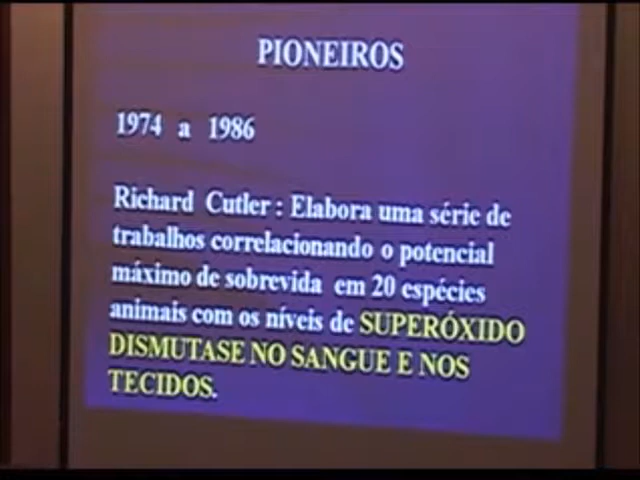 PIONEIROS
1974 a 1986
Richard Cutler : Elabora uma série de
trabalhos correlacionando o potencial
máximo de sobrevida em 20 espécies
animais com os níveis de SUPERÓXIDO
DISMUTASE NO SANGUE E NOS
TECIDOS.